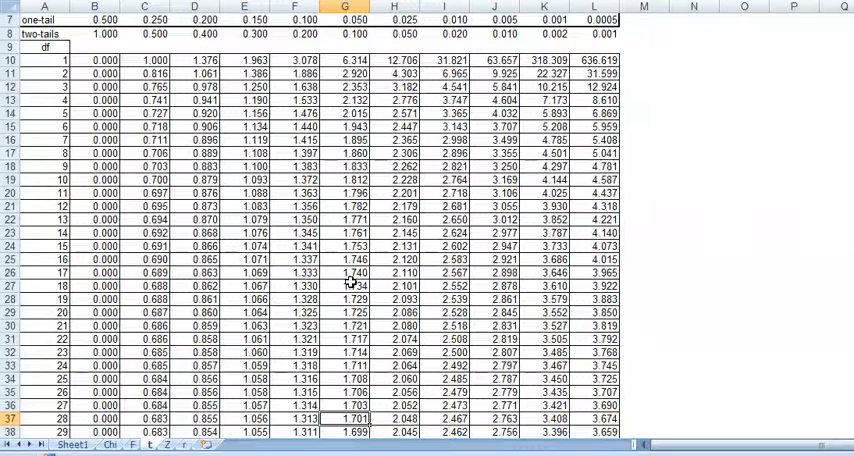 A B C D E F G H I J K L M N O P Q
7 one-tail 0.500 0.250 0.200 0.150 0.100 0.050 0.025 0.010 0.005 0.001 0.0005
8 two-tails 1.000 0.500 0.400 0.300 0.200 0.100 0.050 0.020 0.010 0.002 0.001
9 df
10 1 0.000 1.000 1.376 1.963 3.078 6.314 12.706 31.821 63.657 318.309 636.619
11 2 0.000 0.816 1.061 1.386 1.886 2.920 4.303 6.965 9.925 22.327 31.599
12 3 0.000 0.765 0.978 1.250 1.638 2.353 3.182 4.541 5.841 10.215 12.924
13 4 0.000 0.741 0.941 1.190 1.533 2.132 2.776 3.747 4.604 7.173 8.610
14 5 0.000 0.727 0.920 1.156 1.476 2.015 2.571 3.365 4.032 5.893 6.869
15 6 0.000 0.718 0.906 1.134 1.440 1.943 2.447 3.143 3.707 5.208 5.959
16 7 0.000 0.711 0.896 1.119 1.415 1.895 2.365 2.998 3.499 4.785 5.408
17 8 0.000 0.706 0.889 1.108 1.397 1.860 2.306 2.896 3.355 4.501 5.041
18 9 0.000 0.703 0.883 1.100 1.383 1.833 2.262 2.821 3.250 4.297 4.781
19 10 0.000 0.700 0.879 1.093 1.372 1.812 2.228 2.764 3.169 4.144 4.587
20 11 0.000 0.697 0.876 1.088 1.363 1.796 2.201 2.718 3.106 4.025 4.437
21 12 0.000 0.695 0.873 1.083 1.356 1.782 2.179 2.681 3.055 3.930 4.318
22 13 0.000 0.694 0.870 1.079 1.350 1.771 2.160 2.650 3.012 3.852 4.221
23 14 0.000 0.692 0.868 1.076 1.345 1.761 2.145 2.624 2.977 3.787 4.140
24 15 0.000 0.691 0.866 1.074 1.341 1.753 2.131 2.602 2.947 3.733 4.073
25 16 0.000 0.690 0.865 1.071 1.337 1.746 2.120 2.583 2.921 3.686 4.015
26 17 0.000 0.689 0.863 1.069 1.333 1.740 2.110 2.567 2.898 3.646 3.965
27 18 0.000 0.688 0.862 1.067 1.330 2.101 2.552 2.878 3.610 3.922
28 19 0.000 0.688 0.861 1.066 1.328 1.729 2.093 2.539 2.861 3.579 3.883
29 20 0.000 0.687 0.860 1.064 1.325 1.725 2.086 2.528 2.845 3.552 3.850
30 21 0.000 0.686 0.859 1.063 1.323 1.721 2.080 2.518 2.831 3.527 3.819
31 22 0.000 0.686 0.858 1.061 1.321 1.717 2.074 2.508 2.819 3.505 3.792
32 23 0.000 0.685 0.858 1.060 1.319 1.714 2.069 2.500 2.807 3.485 3.768
33 24 0.000 0.685 0.857 1.059 1.318 1.711 2.064 2.492 2.797 3.467 3.745
34 25 0.000 0.684 0.856 1.058 1.316 1.708 2.060 2.485 2.787 3.450 3.725
35 26 0.000 0.684 0.856 1.058 1.315 1.706 2.056 2.479 2.779 3.435 3.707
36 27 0.000 0.684 0.855 1.057 1.314 1.703 2.052 2.473 2.771 3.421 3.690
37 28 0.000 0.683 0.855 1.056 1.313 1.701 2.048 2.467 2.763 3.408 3.674
38 29 0.000 0.683 0.854 1.055 1.311 1.699 2.045 2.462 2.756 3.396 3.659
Sheet1 Chi F t Z r